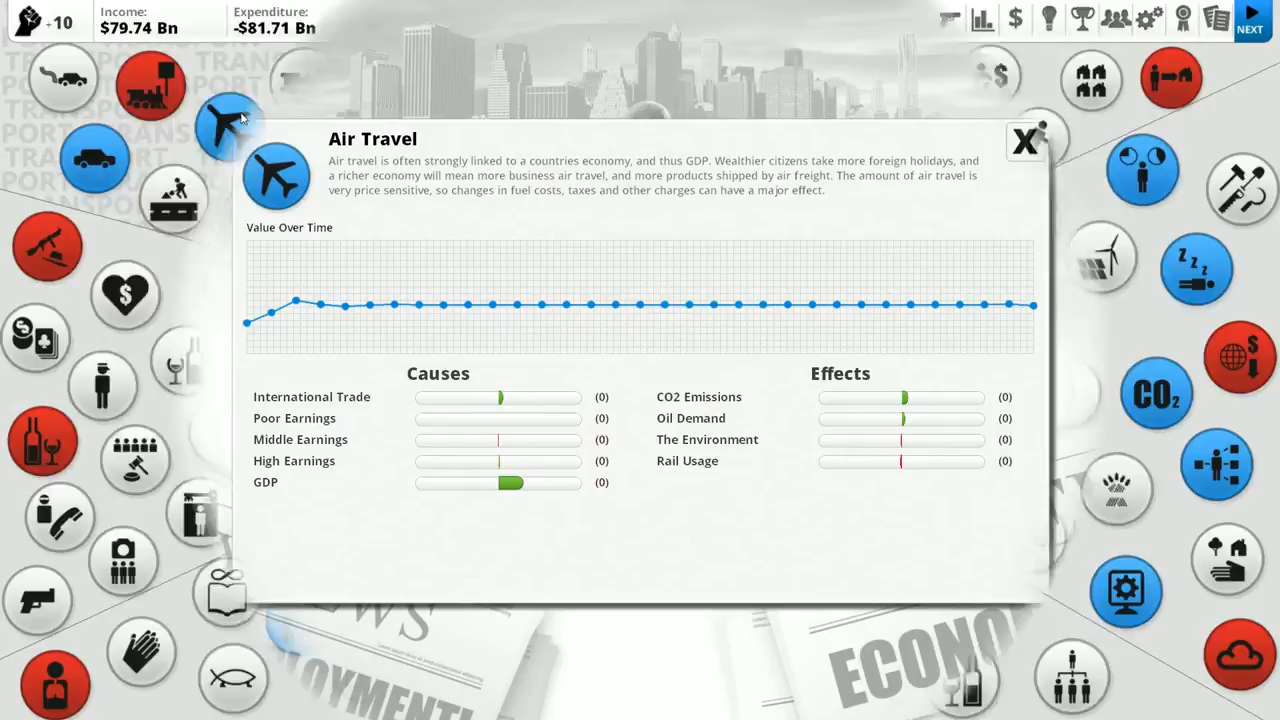 +10
Income:
$79.74 Bn
Expenditure:
-$81.71 Bn
NEXT
TRANSPORT
Air Travel
Air travel is often strongly linked to a countries economy, and thus GDP. Wealthier citizens take more foreign holidays, and
a richer economy will mean more business air travel, and more products shipped by air freight. The amount of air travel is
very price sensitive, so changes in fuel costs, taxes and other charges can have a major effect.
X
Value Over Time
Causes
International Trade (0)
Poor Earnings (0)
Middle Earnings (0)
High Earnings (0)
GDP (0)
Effects
CO2 Emissions (0)
Oil Demand (0)
The Environment (0)
Rail Usage (0)
Z Z Z
CO₂
NEWS
LOYMENT!
ECONO